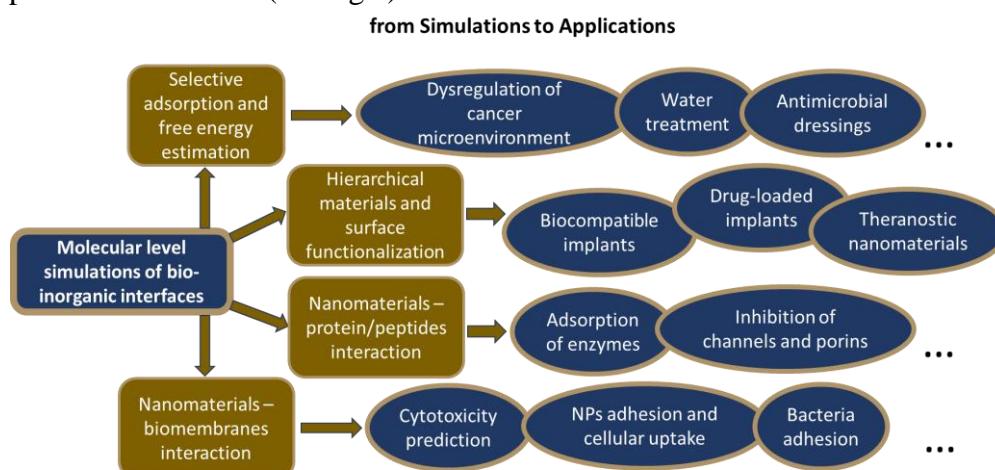 from Simulations to Applications
Selective
adsorption and
free energy
estimation
Dysregulation of
cancer
microenvironment
Water
treatment
Antimicrobial
dressings
...
Hierarchical
materials and
surface
functionalization
Biocompatible
implants
Drug-loaded
implants
Theranostic
nanomaterials
Molecular level
simulations of bio-
inorganic interfaces
Nanomaterials –
protein/peptides
interaction
Adsorption
of enzymes
Inhibition of
channels and porins
...
Nanomaterials –
biomembranes
interaction
Cytotoxicity
prediction
NPs adhesion and
cellular uptake
Bacteria
adhesion
...